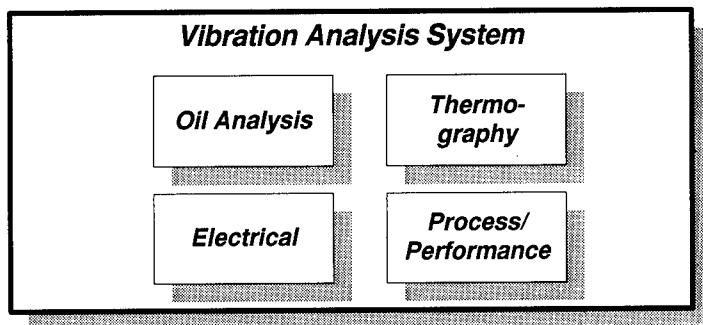 Vibration Analysis System
Oil Analysis
Thermo-
graphy
Electrical
Process/
Performance